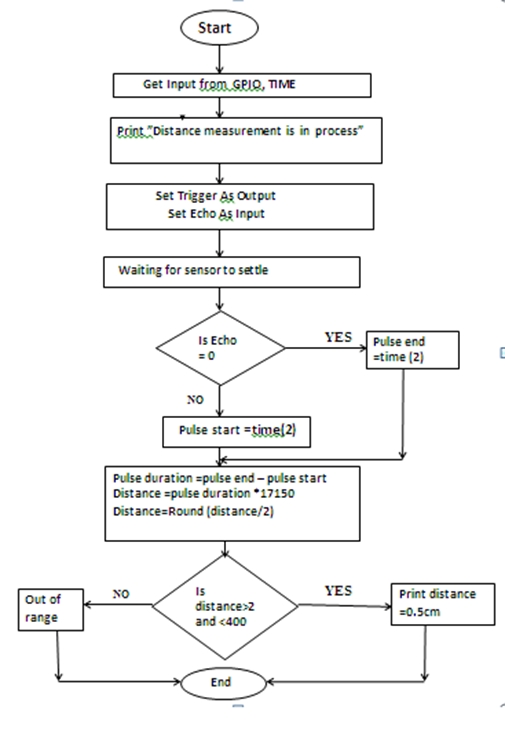 Start
Get Input from GPIO, TIME
Print "Distance measurement is in process"
Set Trigger As Output
Set Echo As Input
Waiting for sensor to settle
Is Echo
= 0
YES
Pulse end
=time (2)
NO
Pulse start =time(2)
Pulse duration =pulse end – pulse start
Distance =pulse duration *17150
Distance=Round (distance/2)
Is
distance>2
and <400
NO
Out of
range
YES
Print distance
=0.5cm
End